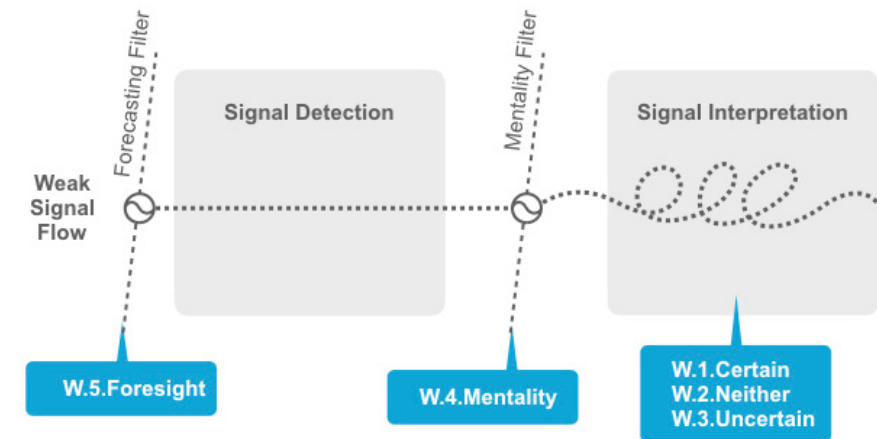 Forecasting Filter
Signal Detection
Mentality Filter
Signal Interpretation
Weak
Signal
Flow
W.5.Foresight
W.4.Mentality
W.1.Certain
W.2.Neither
W.3.Uncertain